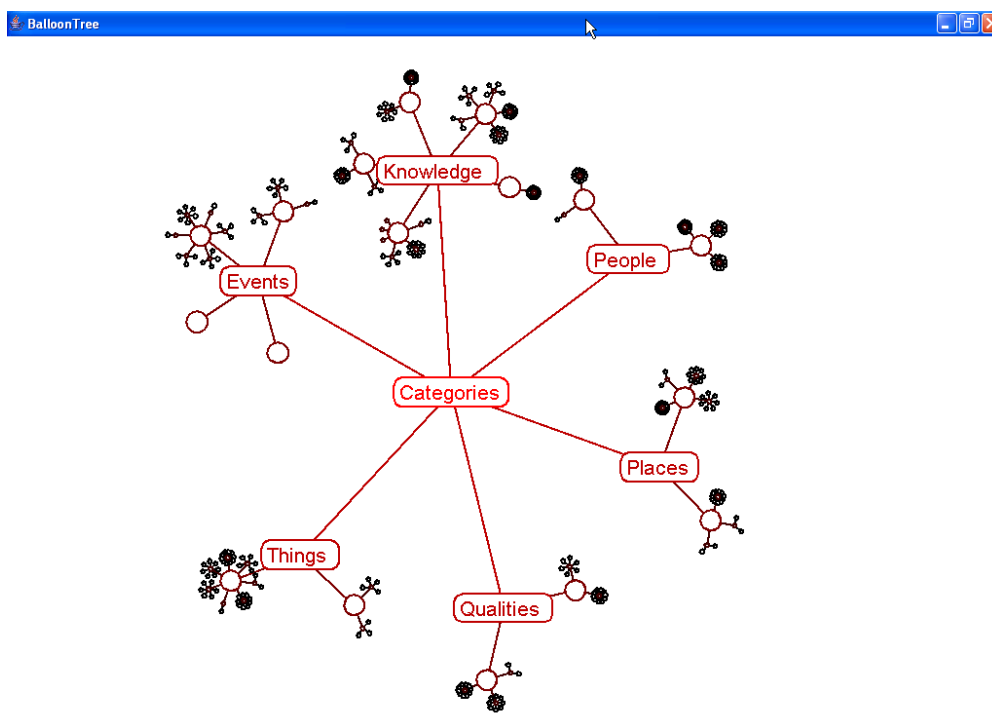 BalloonTree
Knowledge
People
Events
Categories
Places
Things
Qualities